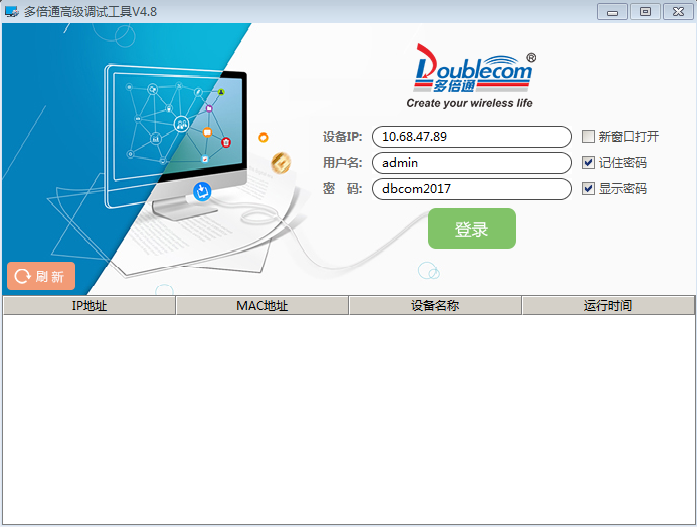 多倍通高级调试工具V4.8
Doublecom®
多倍通
Create your wireless life
设备IP: 10.68.47.89 新窗口打开
用户名: admin 记住密码
密 码: dbcom2017 显示密码
登录
刷新
IP地址 MAC地址 设备名称 运行时间